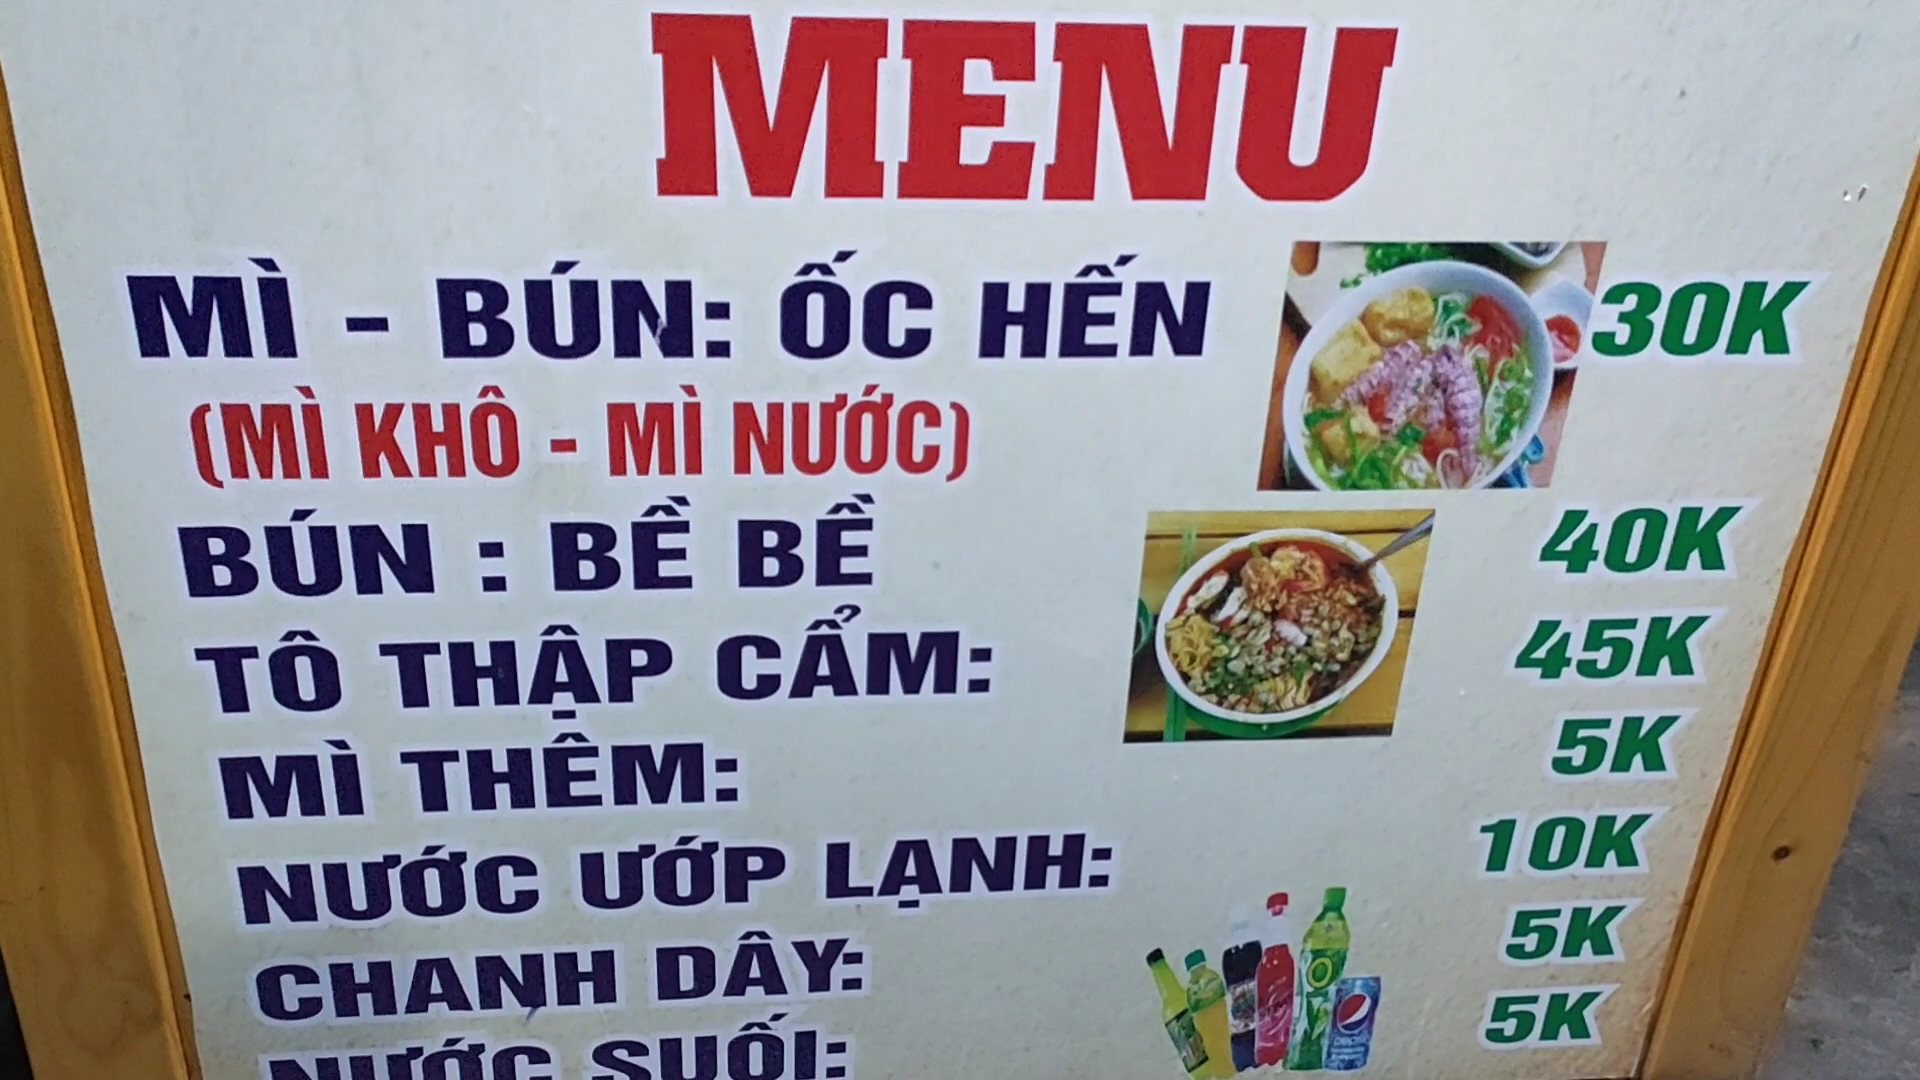 MENU
MÌ - BÚN: ỐC HẾN 30K
(MÌ KHÔ - MÌ NƯỚC)
BÚN : BỀ BỀ 40K
TÔ THẬP CẨM: 45K
MÌ THÊM: 5K
NƯỚC ƯỚP LẠNH: 10K
CHANH DÂY: 5K
NƯỚC SUỐI: 5K
pepsi